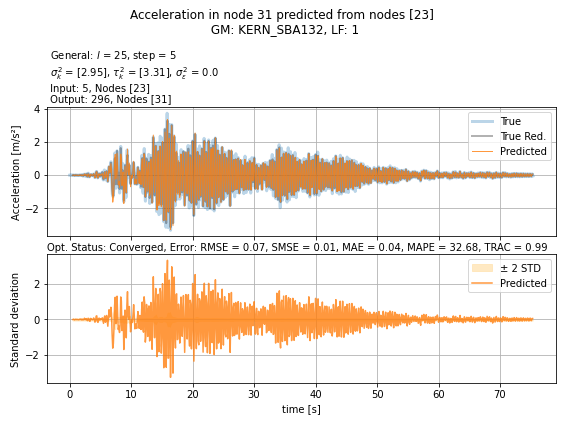 Acceleration in node 31 predicted from nodes [23]
GM: KERN_SBA132, LF: 1
General: l = 25, step = 5
σ²ₖ = [2.95], τ²ₖ = [3.31], σ²ε = 0.0
Input: 5, Nodes [23]
Output: 296, Nodes [31]
Acceleration [m/s²]
4
2
0
−2
True
True Red.
Predicted
Opt. Status: Converged, Error: RMSE = 0.07, SMSE = 0.01, MAE = 0.04, MAPE = 32.68, TRAC = 0.99
Standard deviation
2
0
−2
± 2 STD
Predicted
0 10 20 30 40 50 60 70
time [s]